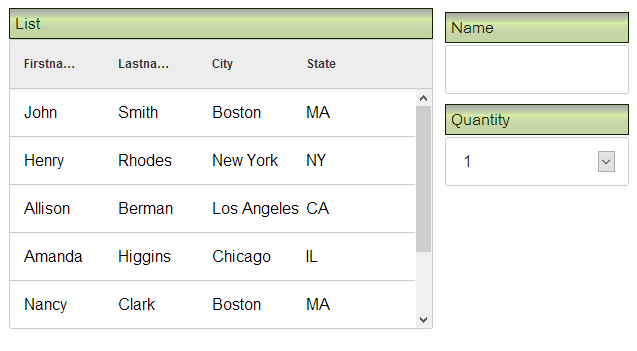 List
Firstna... Lastna... City State
John Smith Boston MA
Henry Rhodes New York NY
Allison Berman Los Angeles CA
Amanda Higgins Chicago IL
Nancy Clark Boston MA
Name
Quantity
1